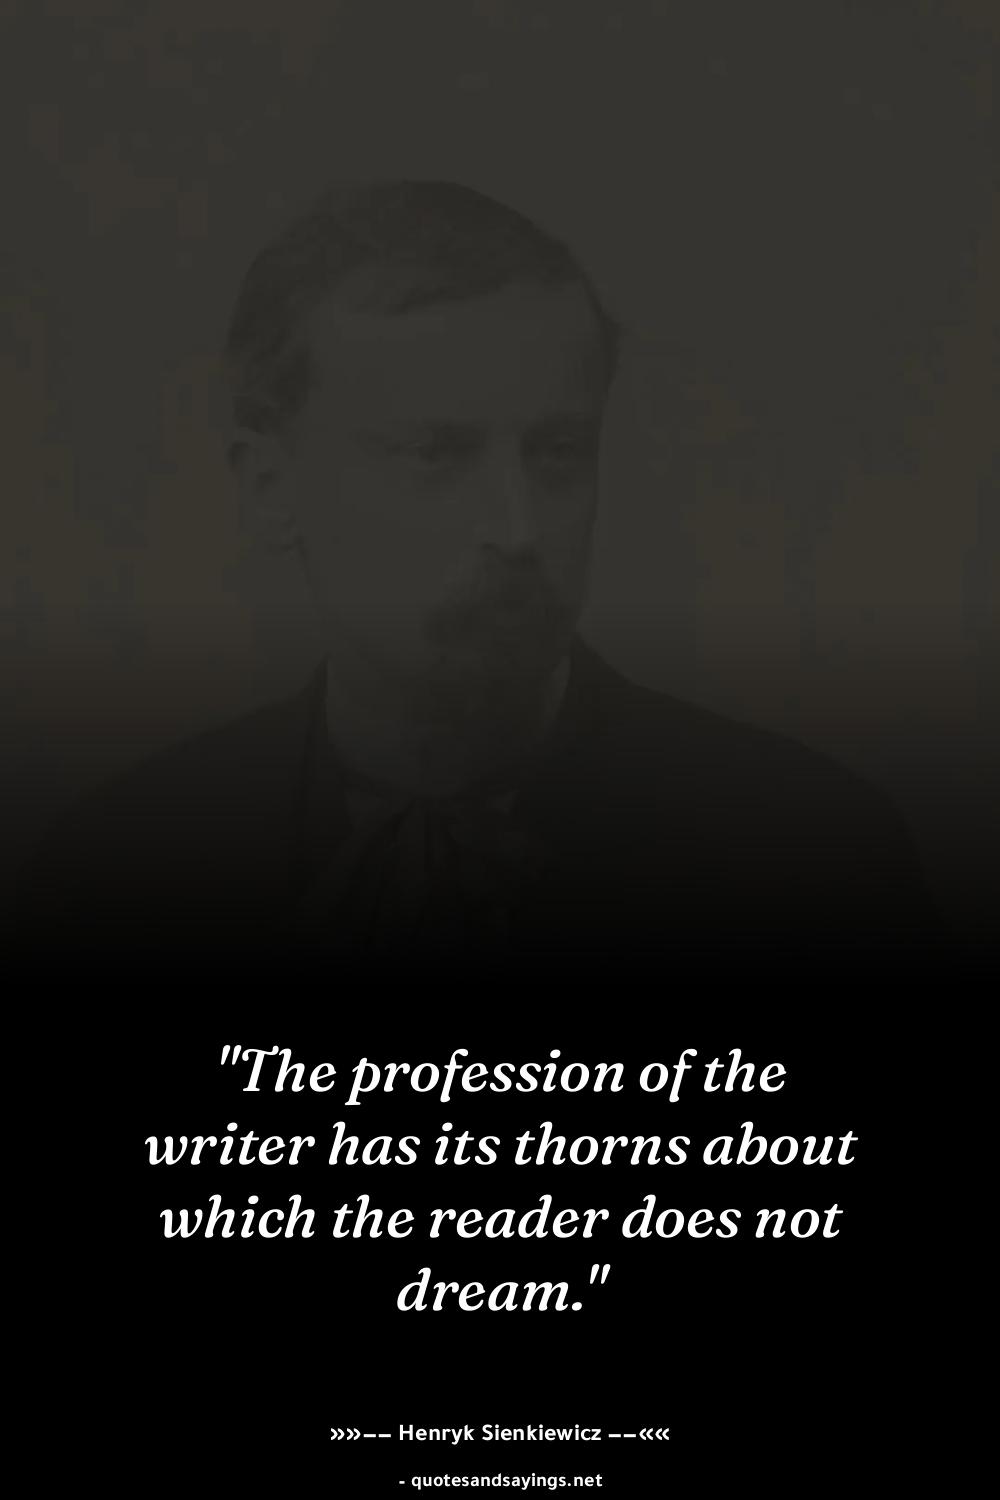 "The profession of the
writer has its thorns about
which the reader does not
dream."
»»−− Henryk Sienkiewicz −−««
- quotesandsayings.net